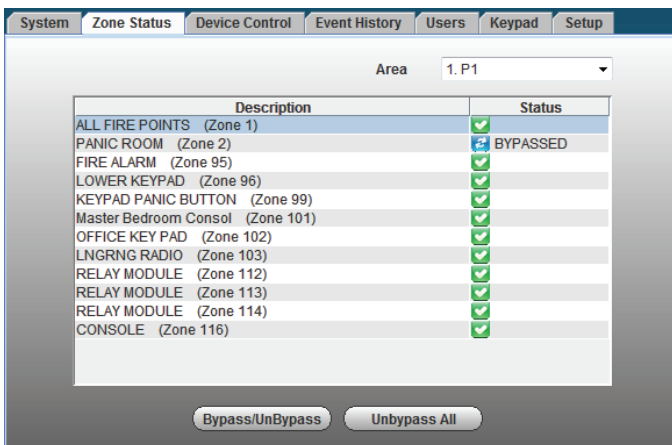 System Zone Status Device Control Event History Users Keypad Setup
Area 1. P1
Description Status
ALL FIRE POINTS (Zone 1)
PANIC ROOM (Zone 2) BYPASSED
FIRE ALARM (Zone 95)
LOWER KEYPAD (Zone 96)
KEYPAD PANIC BUTTON (Zone 99)
Master Bedroom Consol (Zone 101)
OFFICE KEY PAD (Zone 102)
LNGRNG RADIO (Zone 103)
RELAY MODULE (Zone 112)
RELAY MODULE (Zone 113)
RELAY MODULE (Zone 114)
CONSOLE (Zone 116)
Bypass/UnBypass Unbypass All